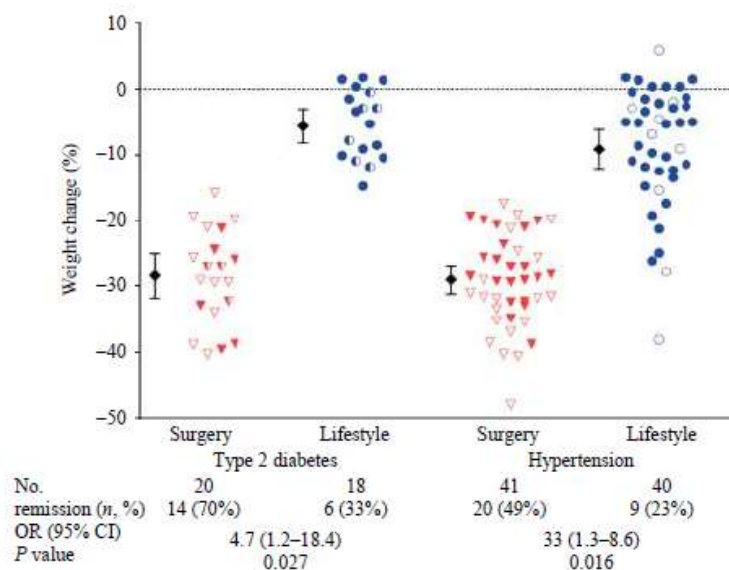 10
0
−10
−20
−30
−40
−50
Weight change (%)
Surgery Lifestyle Surgery Lifestyle
Type 2 diabetes Hypertension
No. 20 18 41 40
remission (n, %) 14 (70%) 6 (33%) 20 (49%) 9 (23%)
OR (95% CI) 4.7 (1.2–18.4) 33 (1.3–8.6)
P value 0.027 0.016